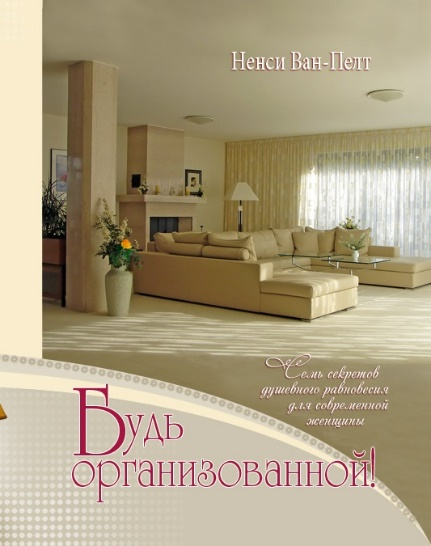 Ненси Ван-Пелт
Семь секретов
душевного равновесия
для современной
женщины
Будь
организованной!